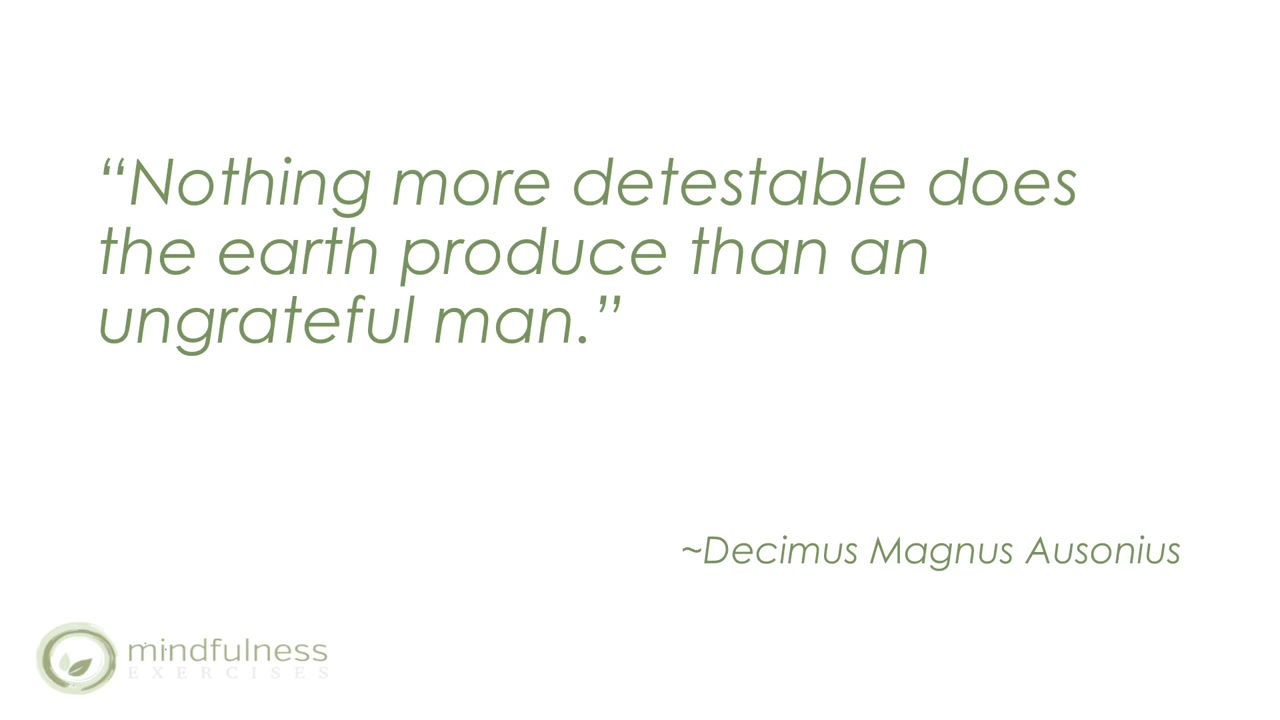 “Nothing more detestable does
the earth produce than an
ungrateful man.”
~Decimus Magnus Ausonius
mindfulness
EXERCISES